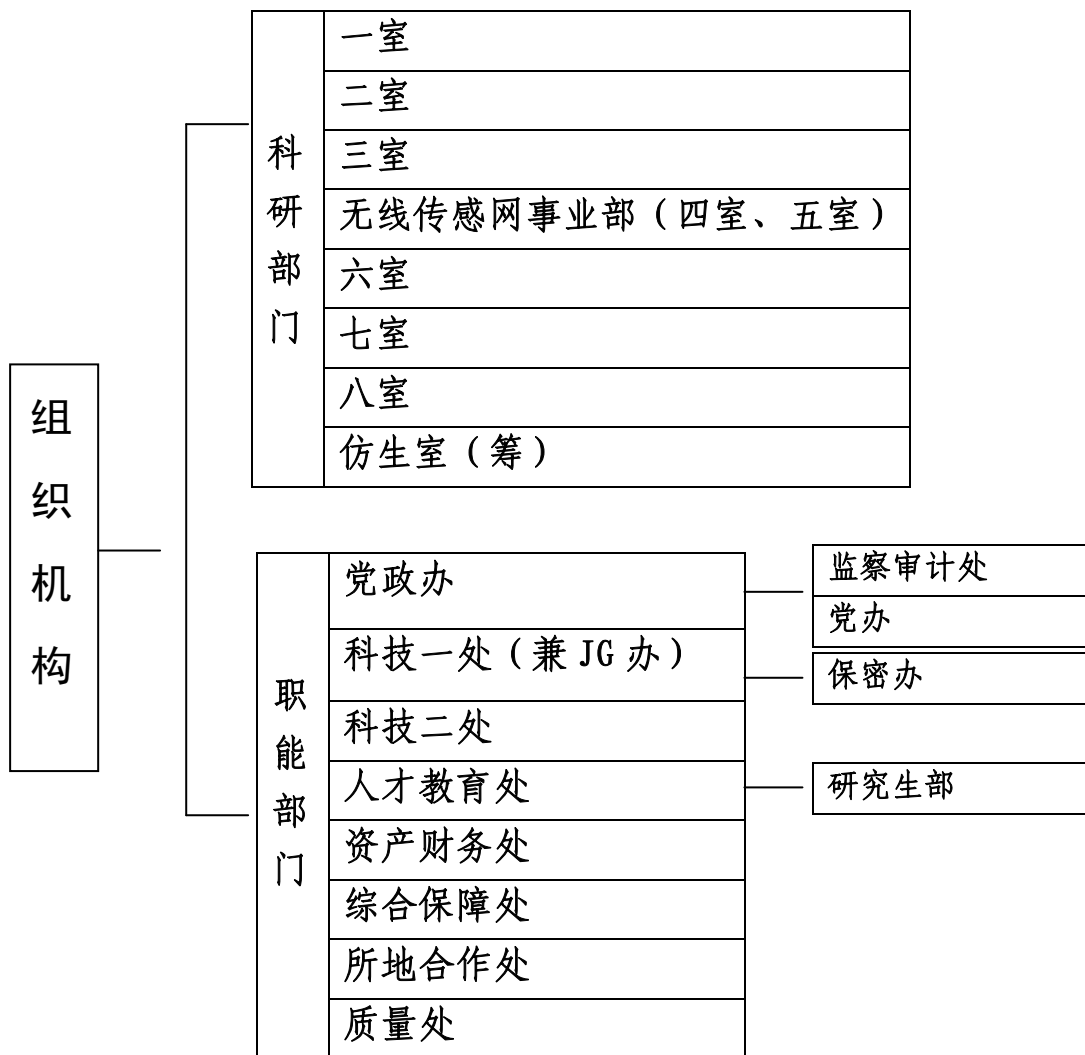 组织机构
科研部门
一室
二室
三室
无线传感网事业部（四室、五室）
六室
七室
八室
仿生室（筹）
职能部门
党政办
科技一处（兼 JG 办）
科技二处
人才教育处
资产财务处
综合保障处
所地合作处
质量处
监察审计处
党办
保密办
研究生部